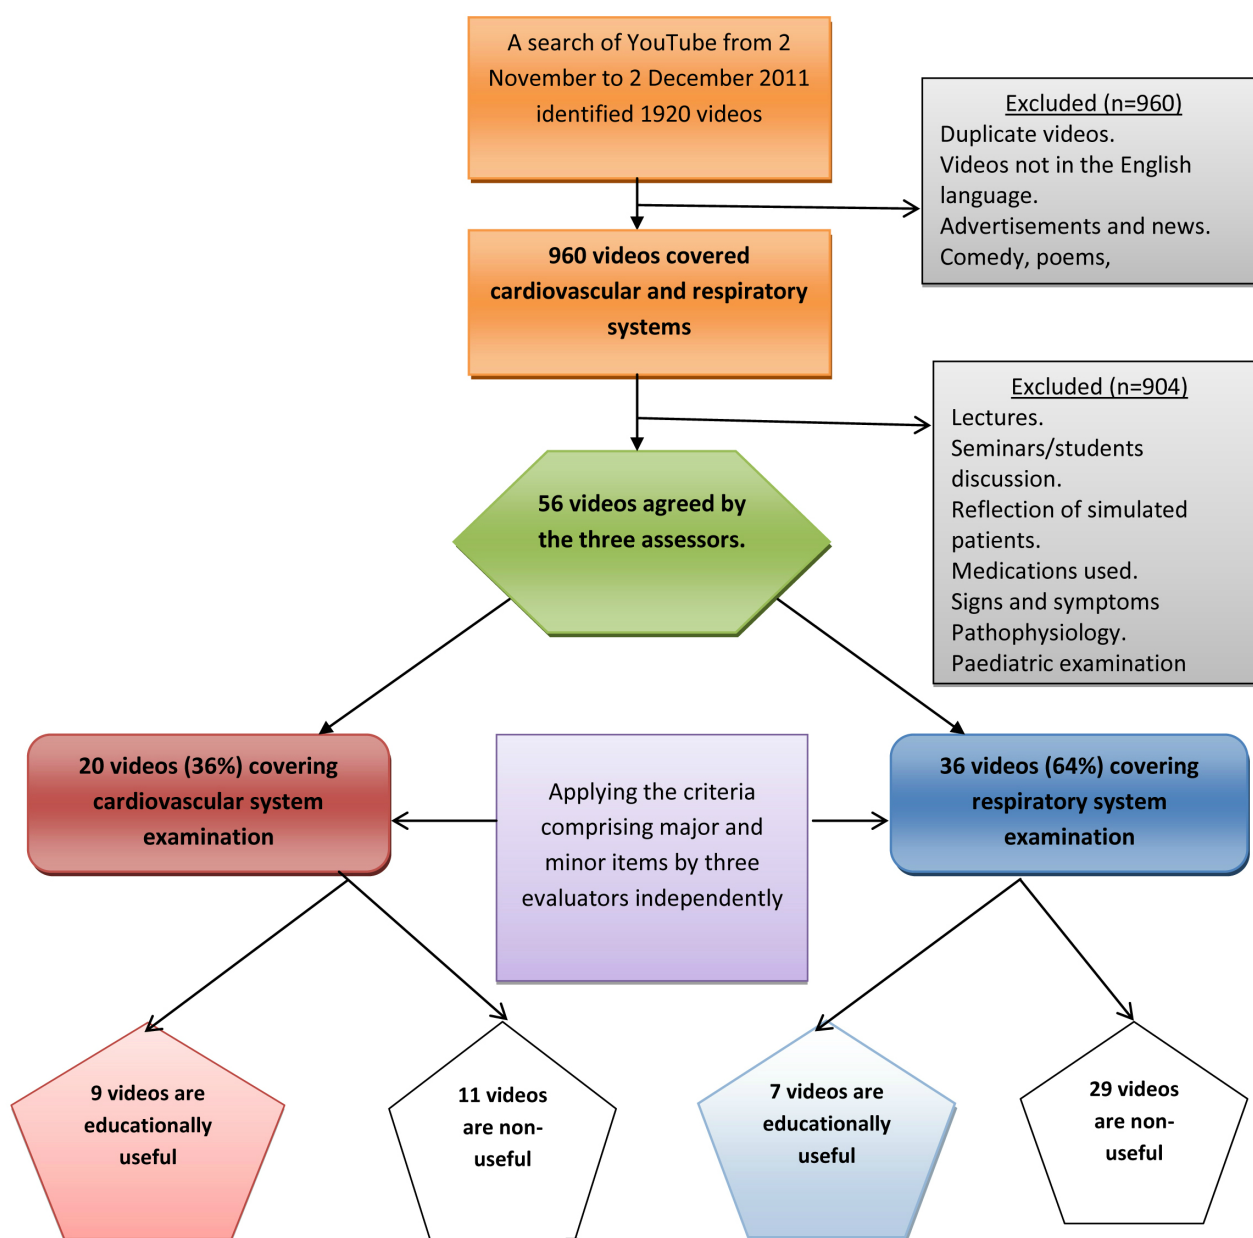 A search of YouTube from 2
November to 2 December 2011
identified 1920 videos
Excluded (n=960)
Duplicate videos.
Videos not in the English
language.
Advertisements and news.
Comedy, poems,
960 videos covered
cardiovascular and respiratory
systems
Excluded (n=904)
Lectures.
Seminars/students
discussion.
Reflection of simulated
patients.
Medications used.
Signs and symptoms
Pathophysiology.
Paediatric examination
56 videos agreed by
the three assessors.
20 videos (36%) covering
cardiovascular system
examination
Applying the criteria
comprising major and
minor items by three
evaluators independently
36 videos (64%) covering
respiratory system
examination
9 videos are
educationally
useful
11 videos
are non-
useful
7 videos are
educationally
useful
29 videos
are non-
useful